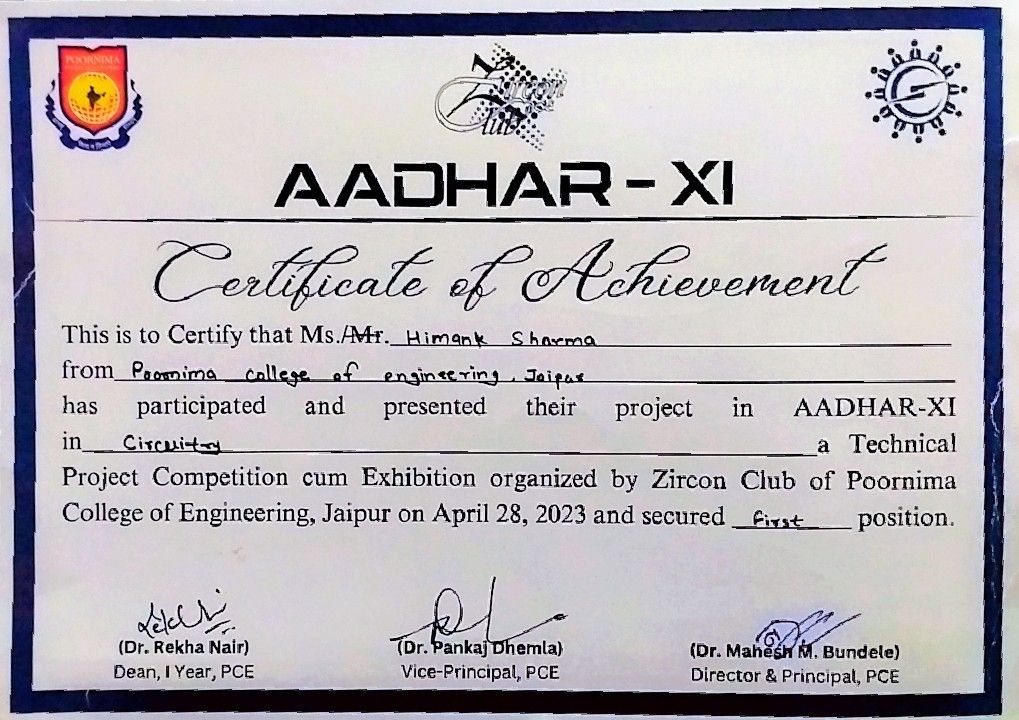 POORNIMA
Zircon
Club
AADHAR - XI
Certificate of Achievement
This is to Certify that Ms./Mr. Himank Sharma
from Poornima college of engineering, Jaipur
has participated and presented their project in AADHAR-XI
in Circuitry a Technical
Project Competition cum Exhibition organized by Zircon Club of Poornima
College of Engineering, Jaipur on April 28, 2023 and secured first position.
(Dr. Rekha Nair) (Dr. Pankaj Dhemla) (Dr. Mahesh M. Bundele)
Dean, I Year, PCE Vice-Principal, PCE Director & Principal, PCE